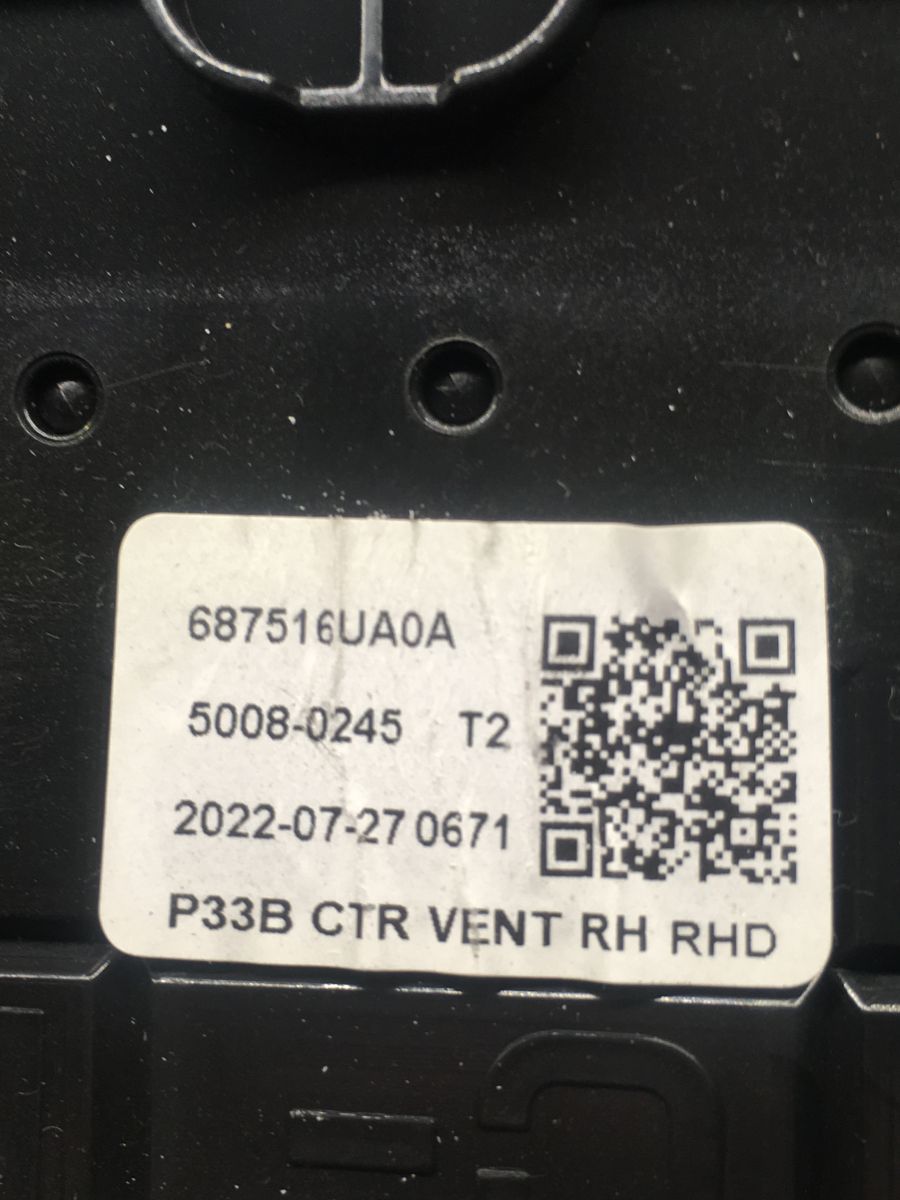 687516UA0A
5008-0245 T2
2022-07-27 0671
P33B CTR VENT RH RHD